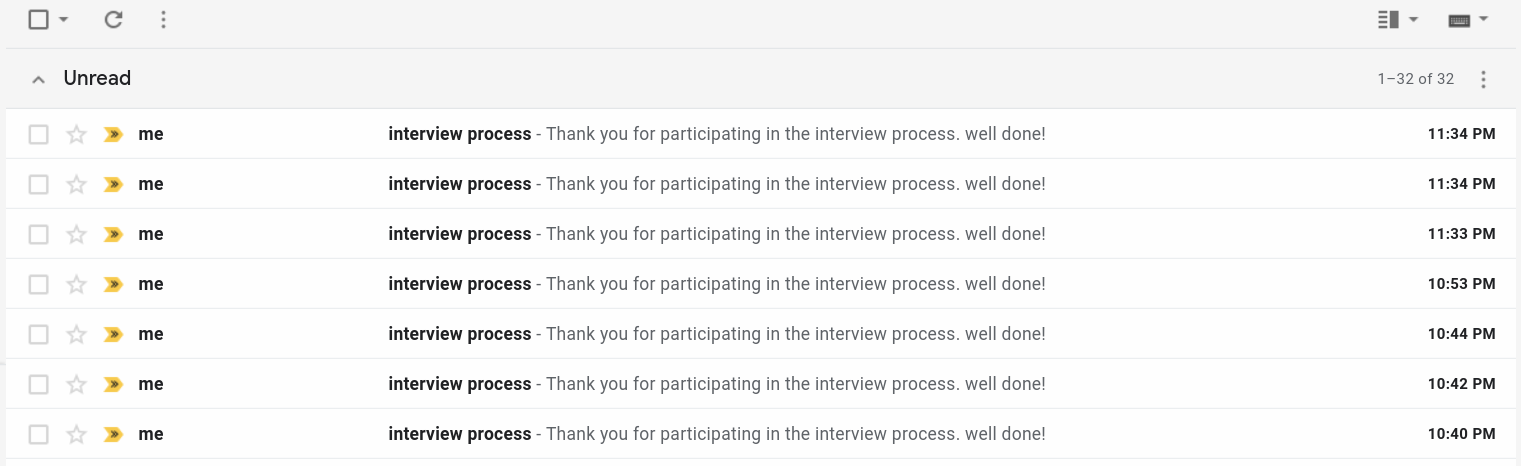 Unread 1–32 of 32
me interview process - Thank you for participating in the interview process. well done! 11:34 PM
me interview process - Thank you for participating in the interview process. well done! 11:34 PM
me interview process - Thank you for participating in the interview process. well done! 11:33 PM
me interview process - Thank you for participating in the interview process. well done! 10:53 PM
me interview process - Thank you for participating in the interview process. well done! 10:44 PM
me interview process - Thank you for participating in the interview process. well done! 10:42 PM
me interview process - Thank you for participating in the interview process. well done! 10:40 PM